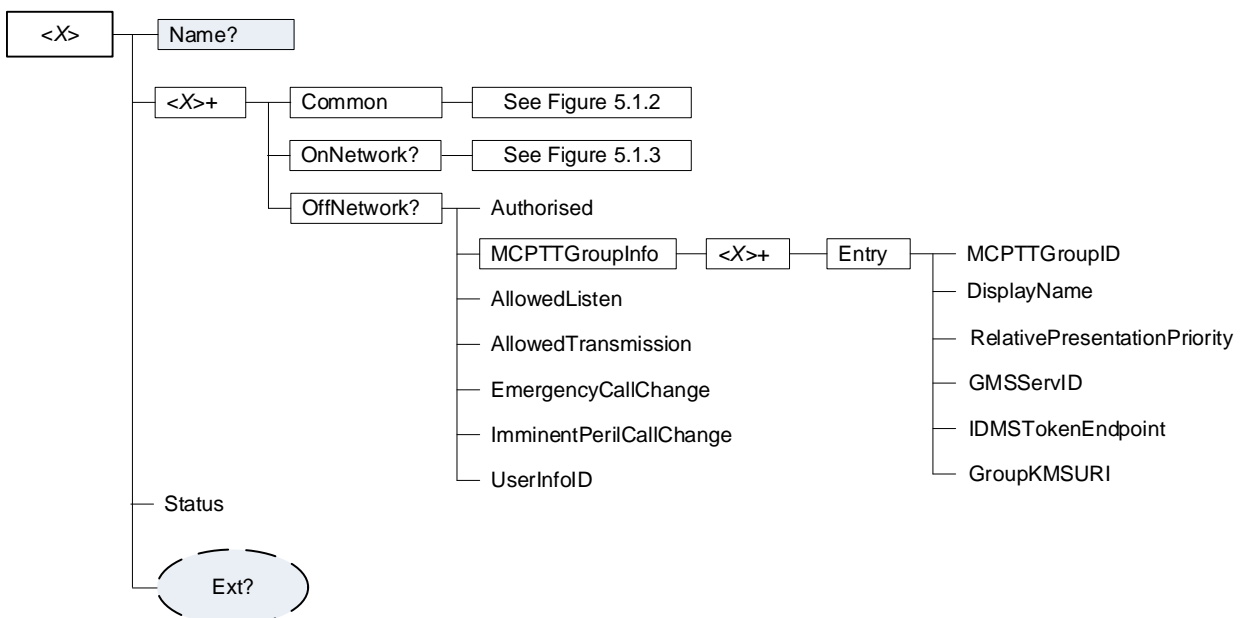 <X>
Name?
<X>+
Common
See Figure 5.1.2
OnNetwork?
See Figure 5.1.3
OffNetwork?
Authorised
MCPTTGroupInfo
<X>+
Entry
MCPTTGroupID
DisplayName
RelativePresentationPriority
GMSServID
IDMSTokenEndpoint
GroupKMSURI
AllowedListen
AllowedTransmission
EmergencyCallChange
ImminentPerilCallChange
UserInfoID
Status
Ext?